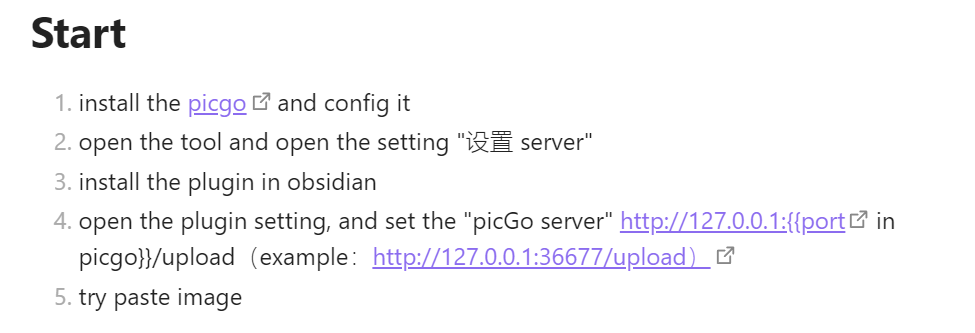 Start
1. install the picgo and config it
2. open the tool and open the setting "设置 server"
3. install the plugin in obsidian
4. open the plugin setting, and set the "picGo server" http://127.0.0.1:{{port in
picgo}}/upload（example：http://127.0.0.1:36677/upload）
5. try paste image